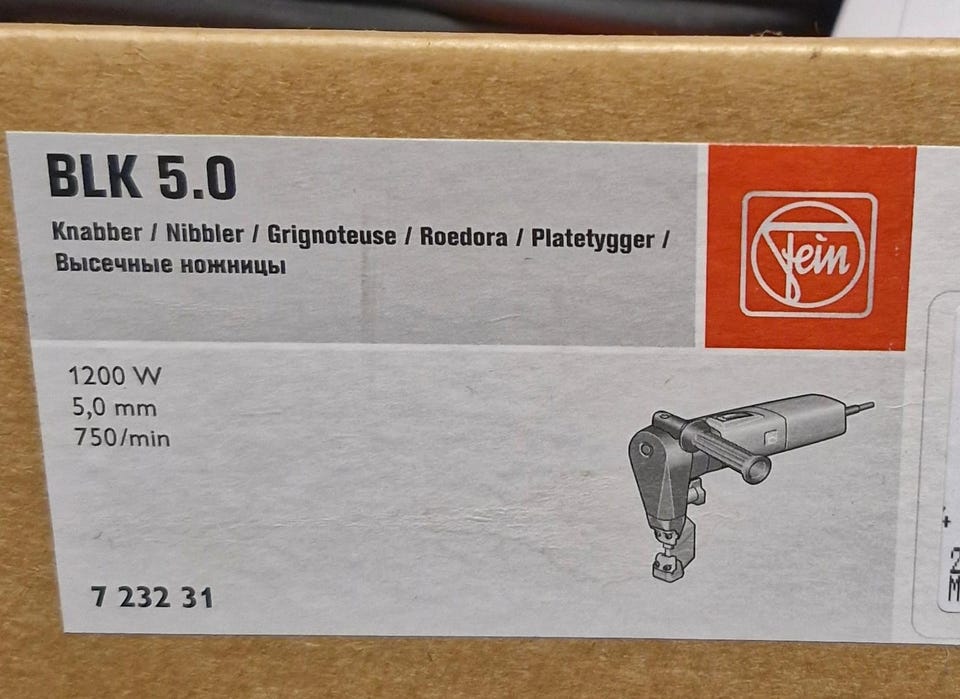 BLK 5.0
Knabber / Nibbler / Grignoteuse / Roedora / Platetygger /
Высечные ножницы
Fein
1200 W
5,0 mm
750/min
7 232 31